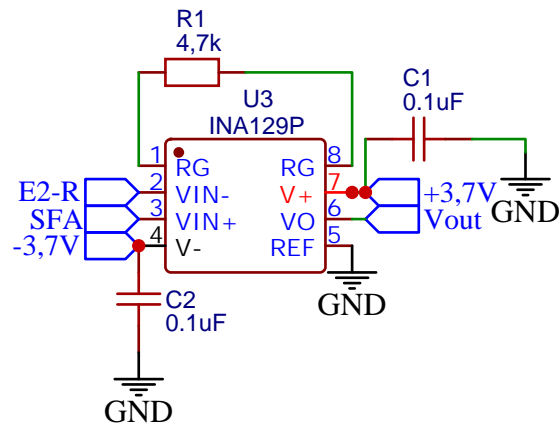 R1
4,7k
U3
INA129P
C1
0.1uF
1 RG RG 8
E2-R 2 VIN- V+ 7 +3,7V
SFA 3 VIN+ VO 6 Vout
-3,7V 4 V- REF 5
GND
C2
0.1uF
GND
GND